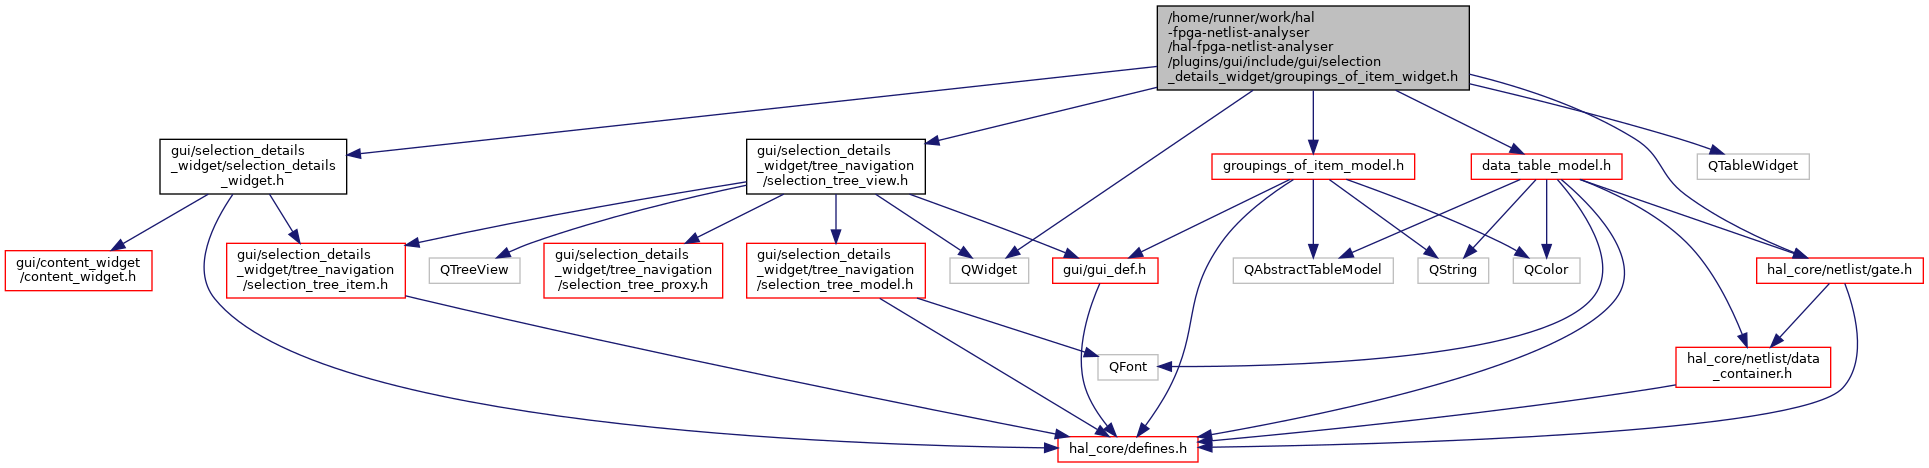 /home/runner/work/hal
-fpga-netlist-analyser
/hal-fpga-netlist-analyser
/plugins/gui/include/gui/selection
_details_widget/groupings_of_item_widget.h
gui/selection_details
_widget/selection_details
_widget.h
gui/selection_details
_widget/tree_navigation
/selection_tree_view.h
groupings_of_item_model.h
data_table_model.h
QTableWidget
gui/content_widget
/content_widget.h
gui/selection_details
_widget/tree_navigation
/selection_tree_item.h
QTreeView
gui/selection_details
_widget/tree_navigation
/selection_tree_proxy.h
gui/selection_details
_widget/tree_navigation
/selection_tree_model.h
QWidget
gui/gui_def.h
QAbstractTableModel
QString
QColor
hal_core/netlist/gate.h
QFont
hal_core/netlist/data
_container.h
hal_core/defines.h